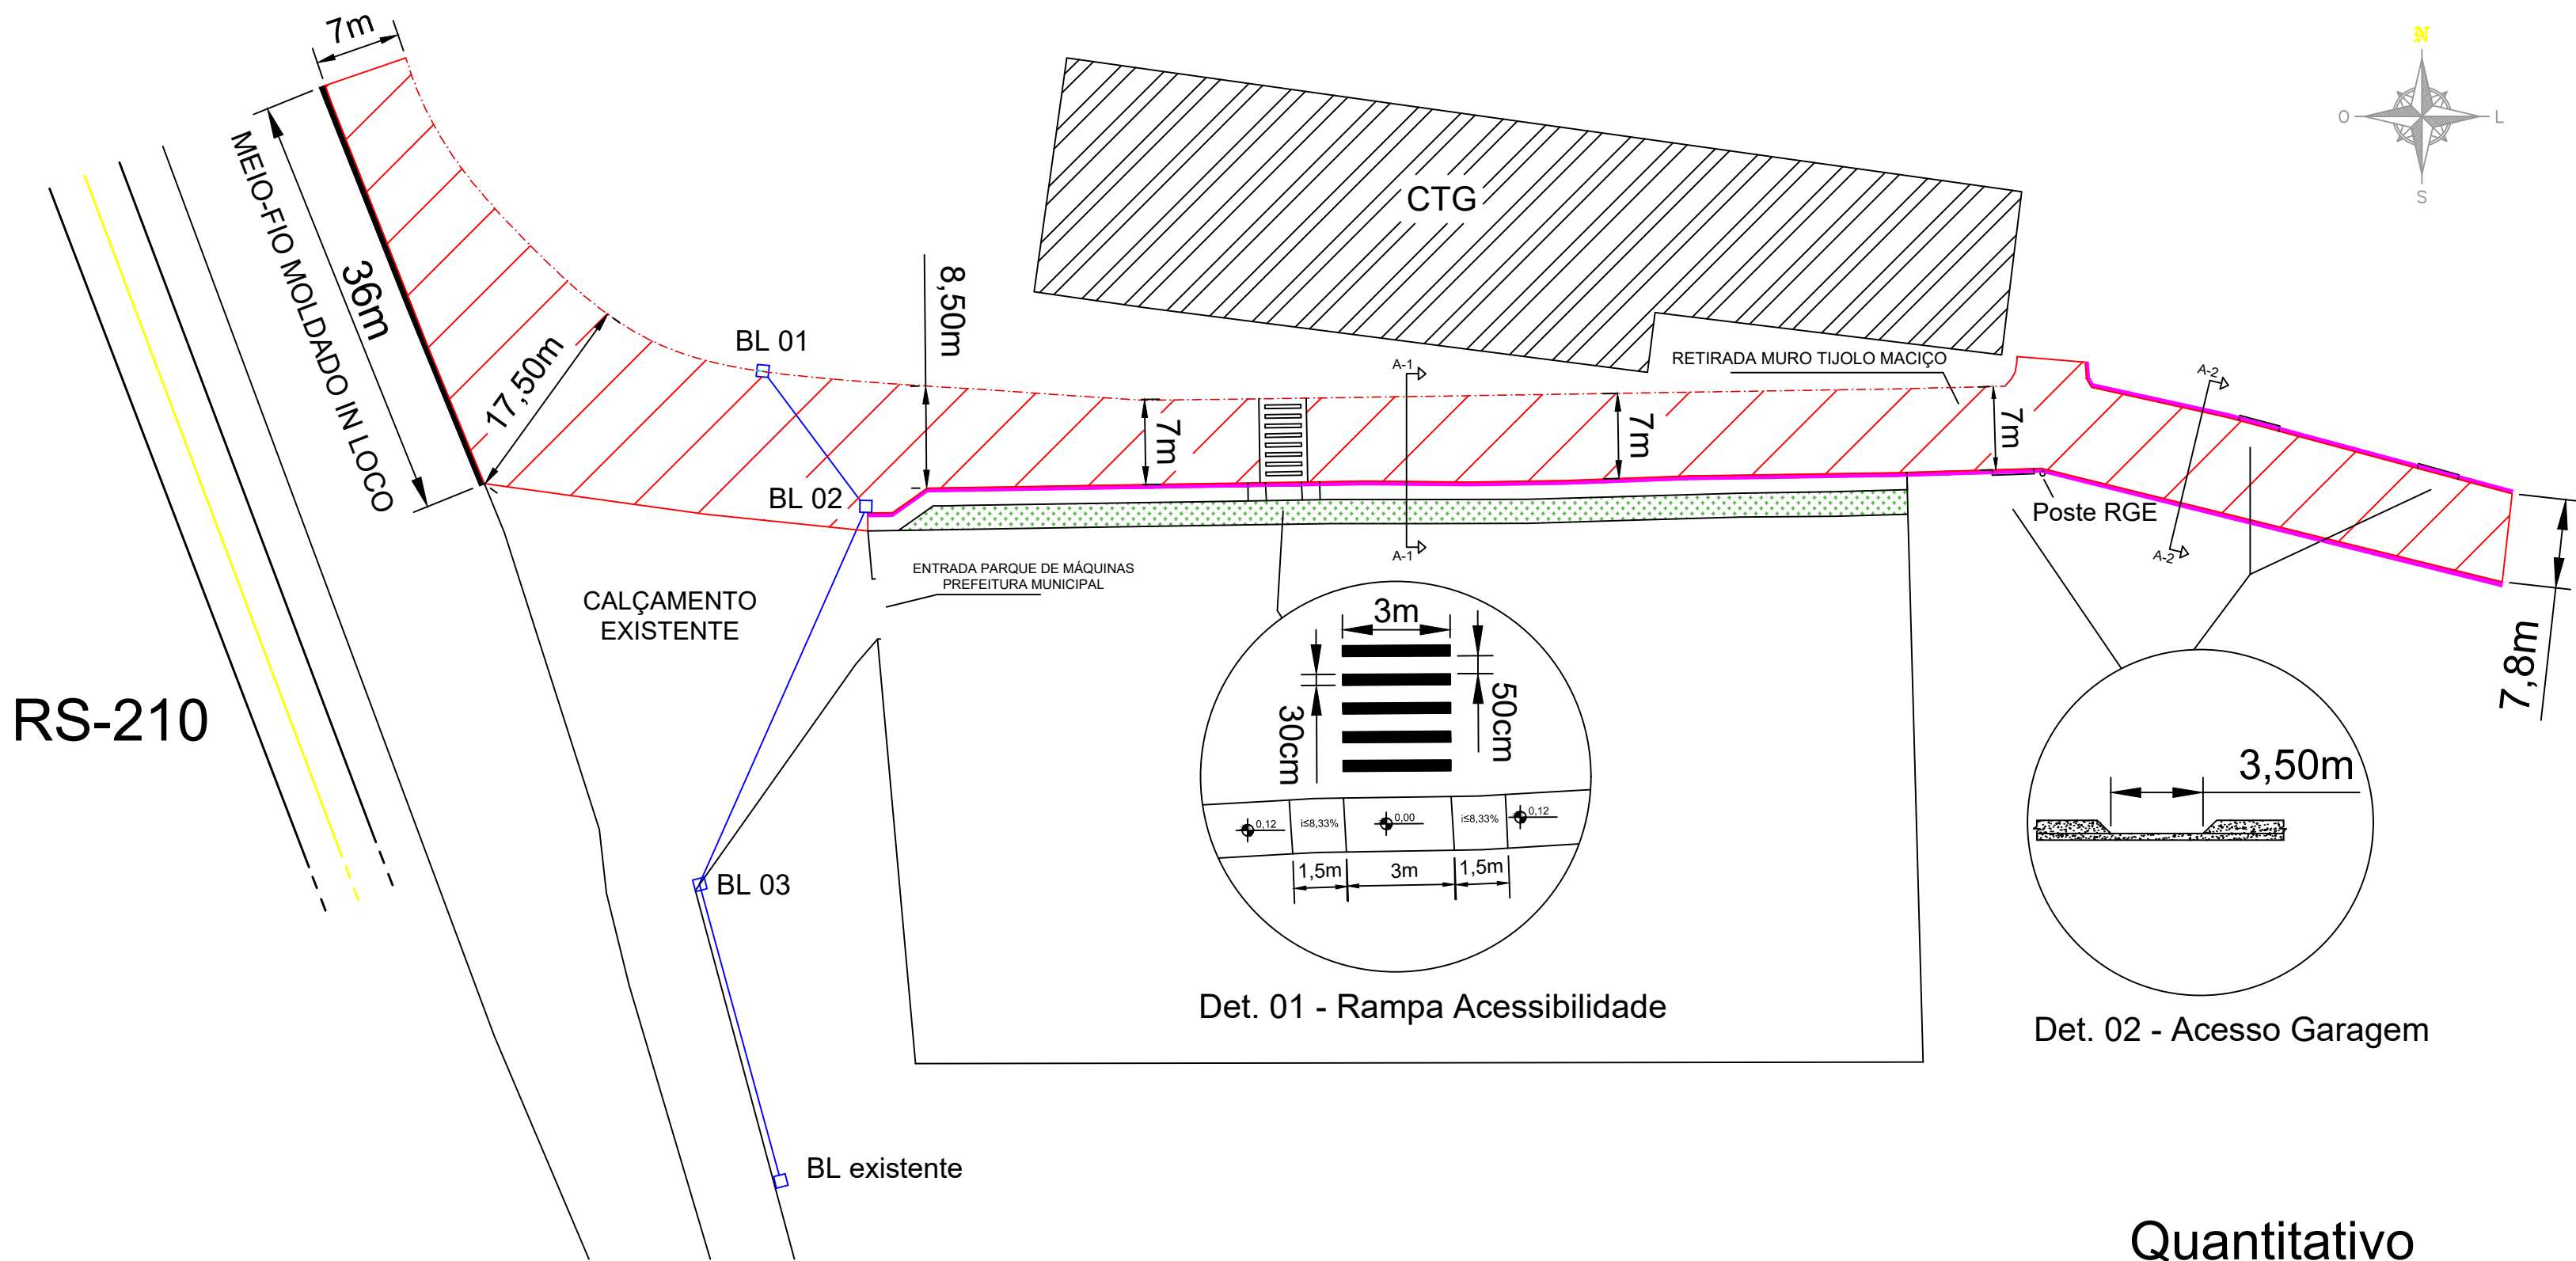 7m
N
O
L
S
MEIO-FIO MOLDADO IN LOCO
36m
17,50m
BL 01
8,50m
CTG
A-1
RETIRADA MURO TIJOLO MACIÇO
A-2
7m
7m
7m
BL 02
Poste RGE
A-1
A-2
ENTRADA PARQUE DE MÁQUINAS
PREFEITURA MUNICIPAL
CALÇAMENTO
EXISTENTE
3m
30cm
50cm
7,8m
RS-210
3,50m
0,12
i≤8,33%
0,00
i≤8,33%
0,12
1,5m
3m
1,5m
BL 03
Det. 01 - Rampa Acessibilidade
Det. 02 - Acesso Garagem
BL existente
Quantitativo